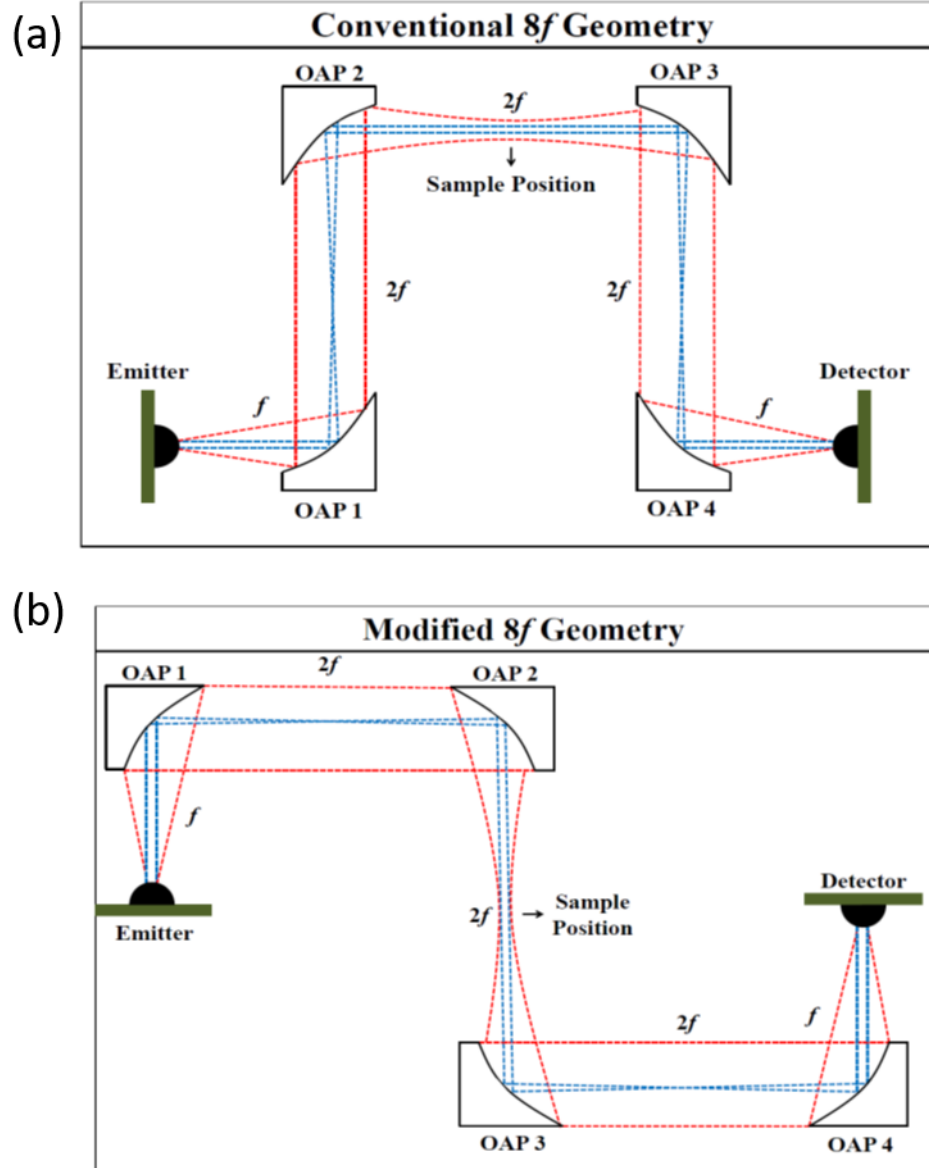 (a)
Conventional 8f Geometry
OAP 2
OAP 3
2f
Sample Position
2f
2f
Emitter
Detector
f
f
OAP 1
OAP 4
(b)
Modified 8f Geometry
OAP 1
2f
OAP 2
f
Detector
2f
Sample
Position
Emitter
2f
f
OAP 3
OAP 4